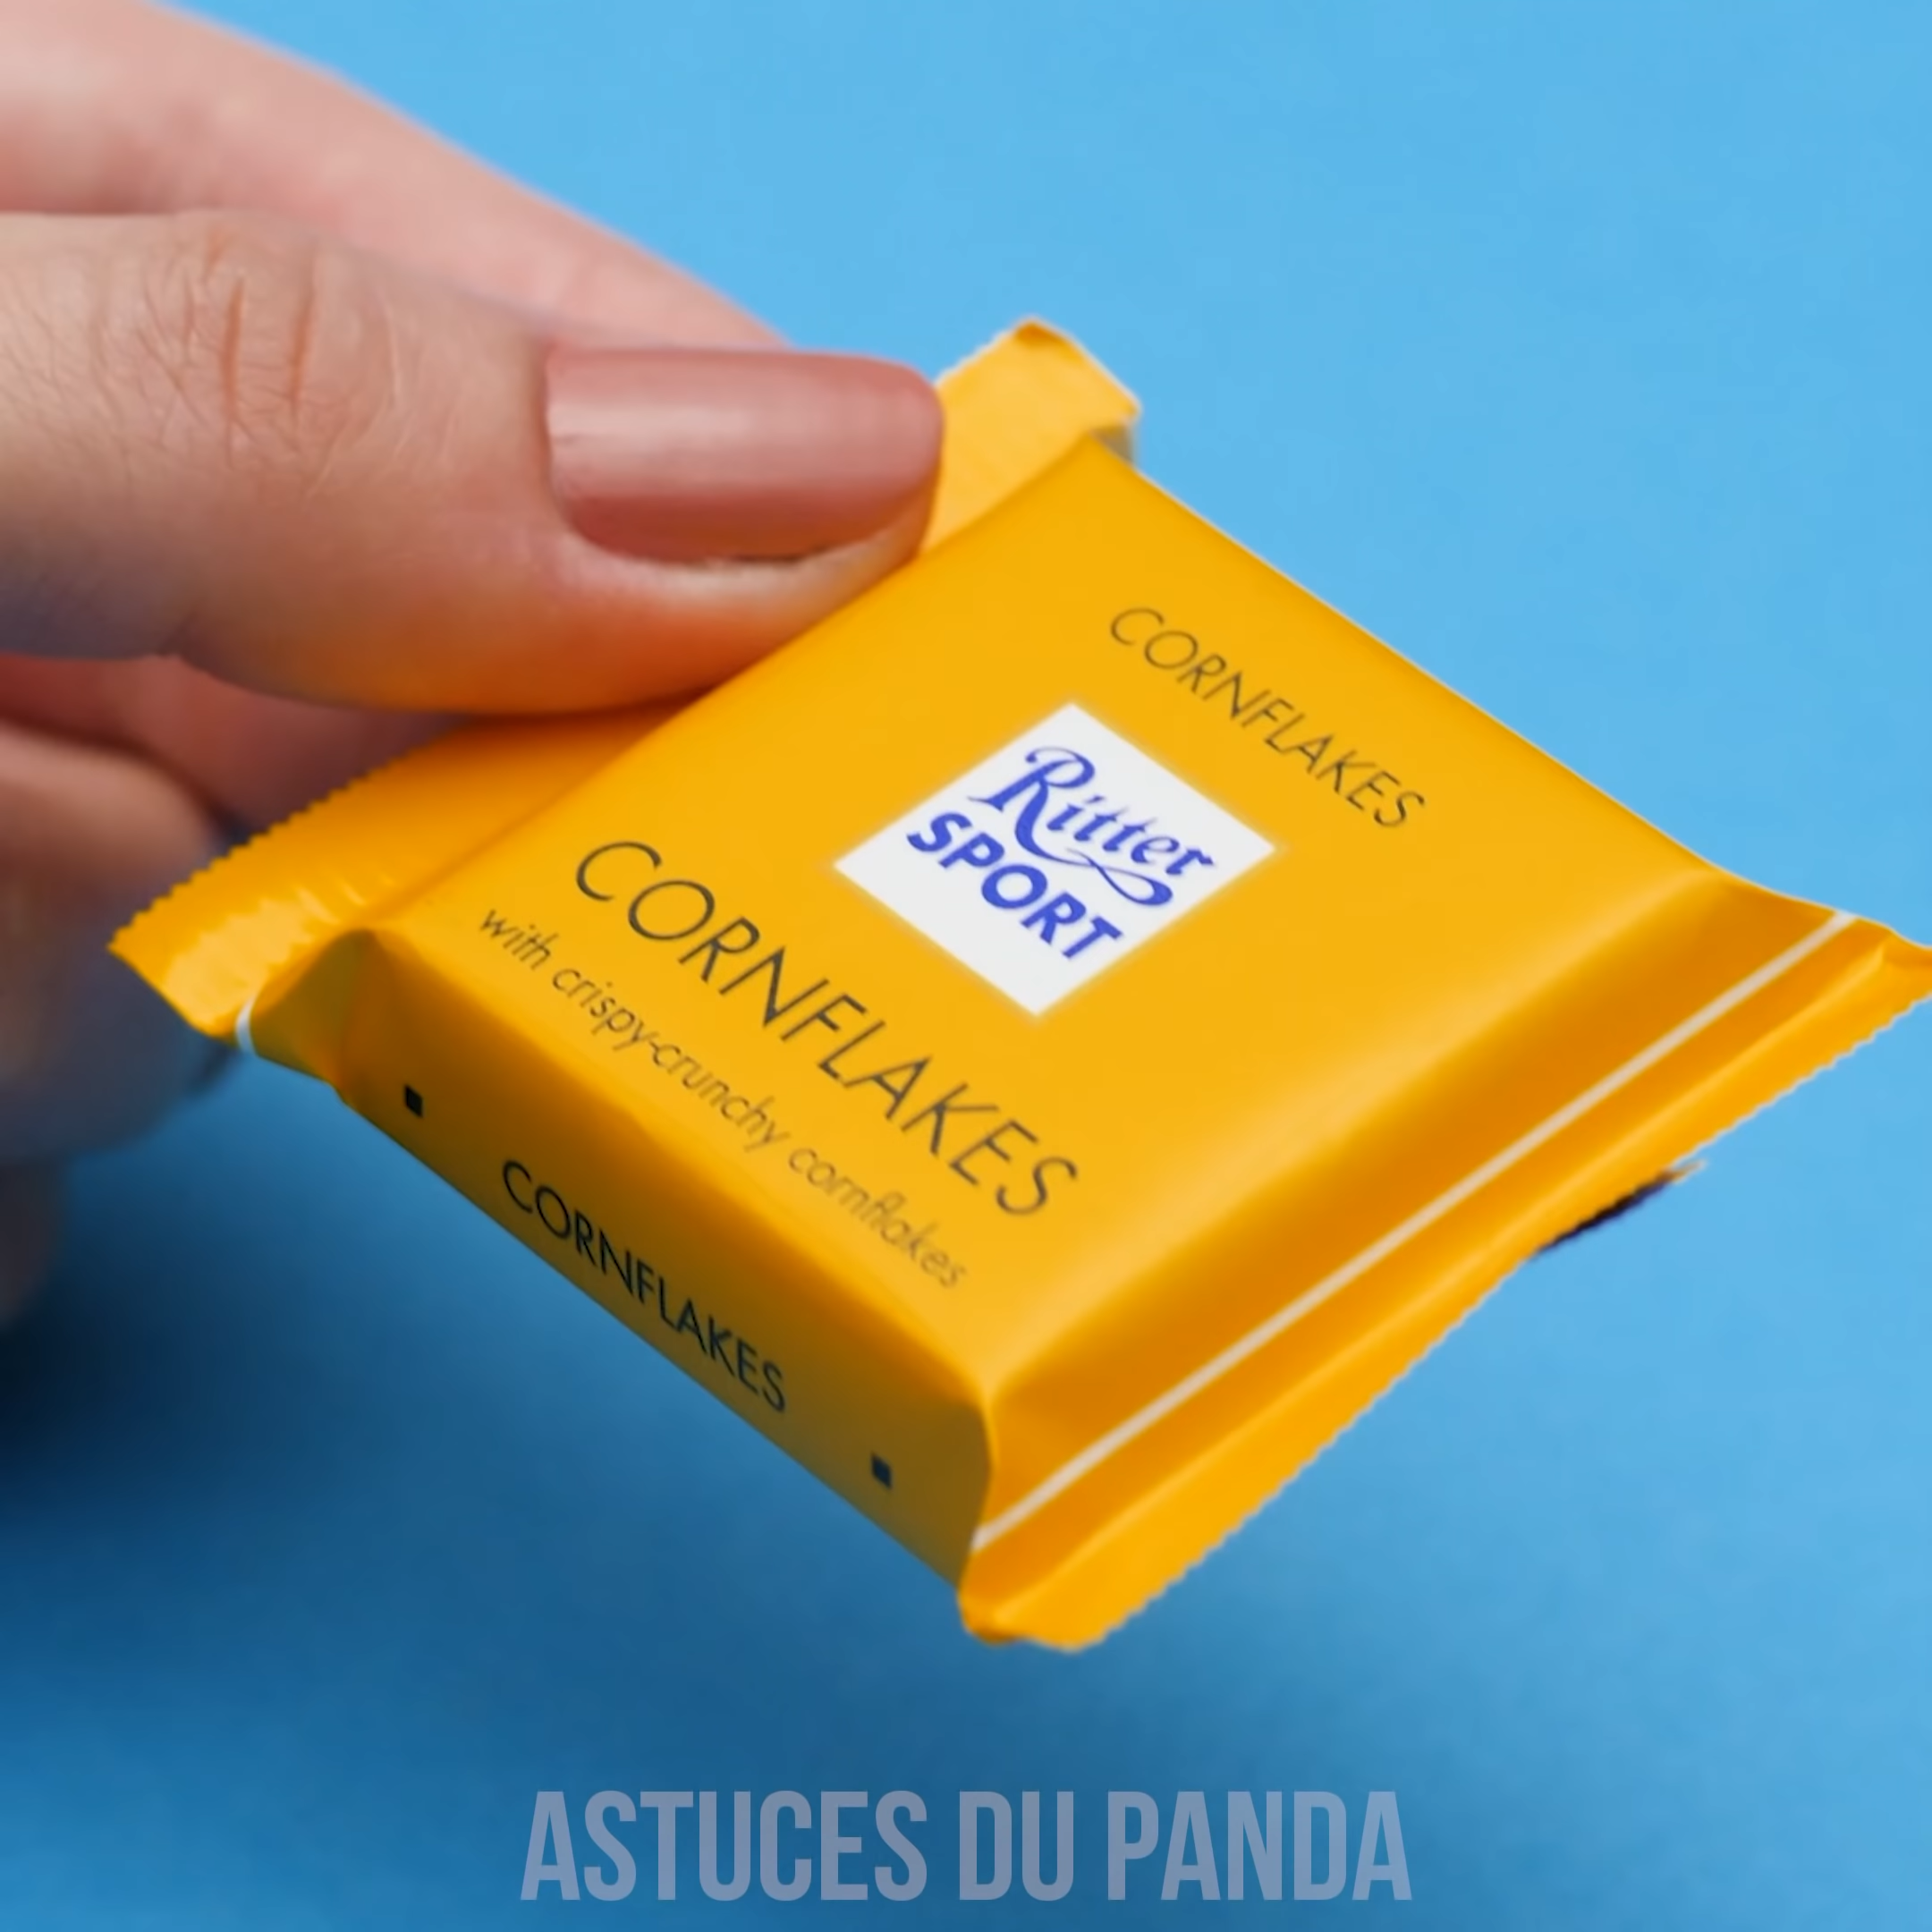 CORNFLAKES
Ritter
SPORT
CORNFLAKES
with crispy-crunchy cornflakes
CORNFLAKES
ASTUCES DU PANDA